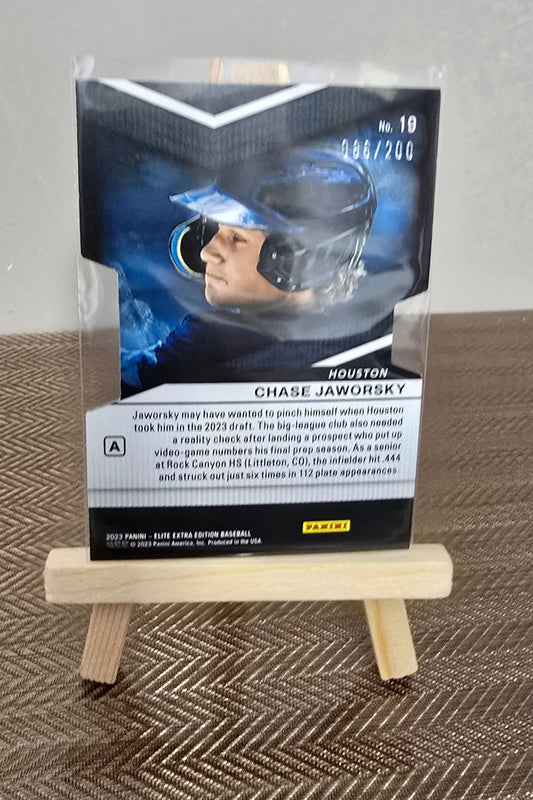 No. 19
086/200
HOUSTON
CHASE JAWORSKY
Jaworsky may have wanted to pinch himself when Houston
took him in the 2023 draft. The big-league club also needed
a reality check after landing a prospect who put up
video-game numbers his final prep season. As a senior
at Rock Canyon HS (Littleton, CO), the infielder hit .444
and struck out just six times in 112 plate appearances.
A
PANINI
2023 PANINI - ELITE EXTRA EDITION BASEBALL
© 2023 Panini America, Inc. Produced in the USA.